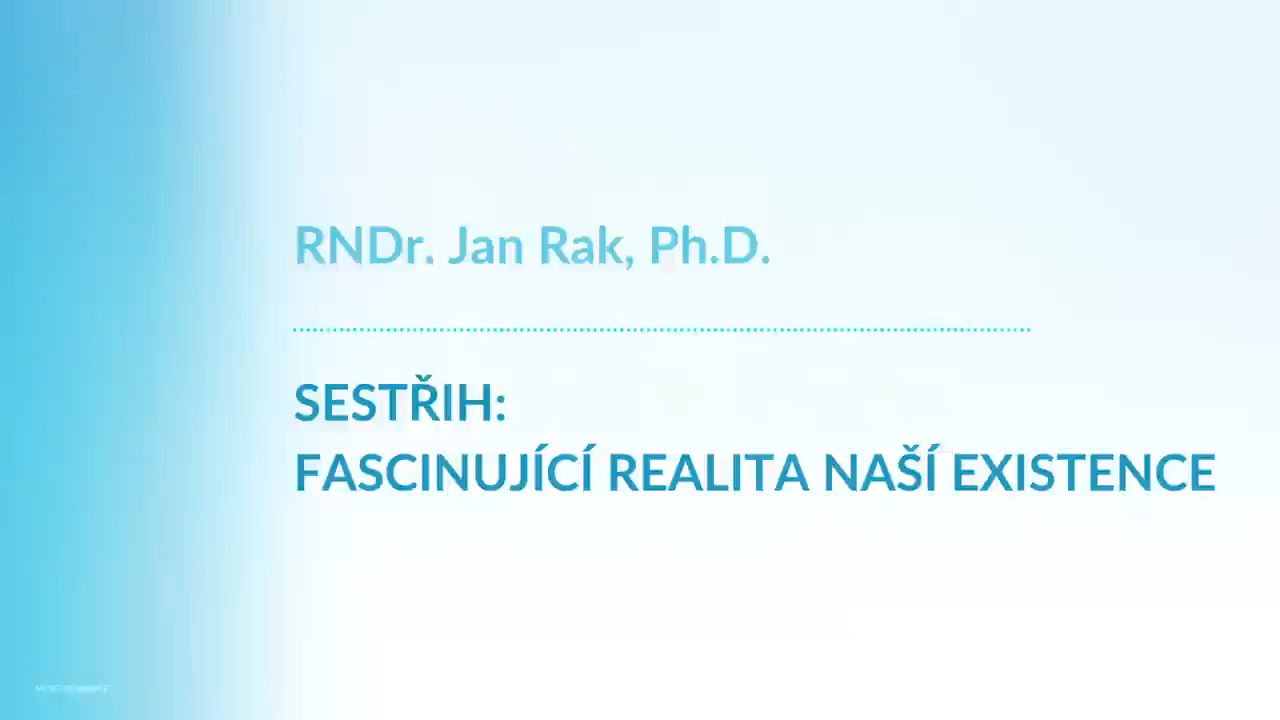 RNDr. Jan Rak, Ph.D.
SESTŘIH:
FASCINUJÍCÍ REALITA NAŠÍ EXISTENCE